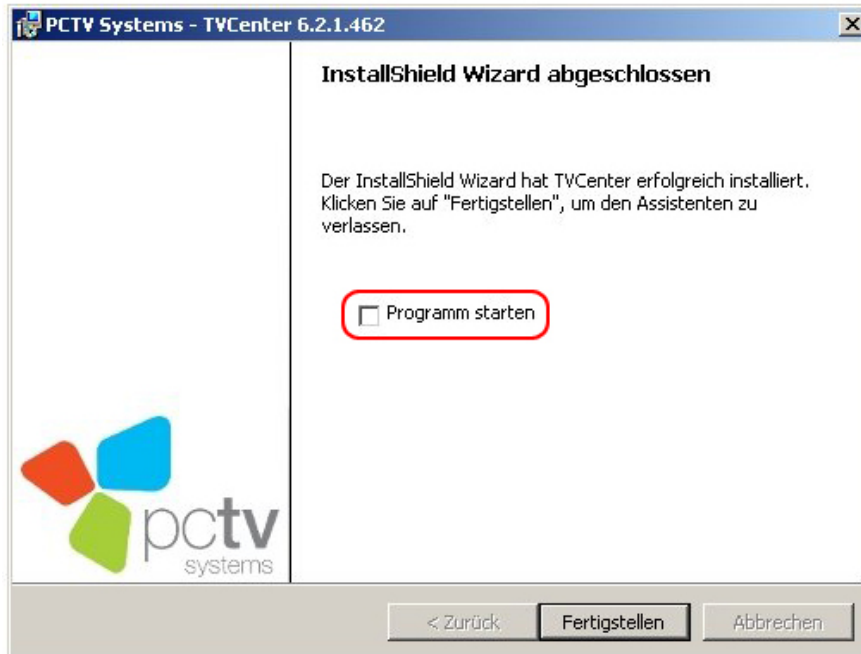 PCTV Systems - TVCenter 6.2.1.462
InstallShield Wizard abgeschlossen
Der InstallShield Wizard hat TVCenter erfolgreich installiert.
Klicken Sie auf "Fertigstellen", um den Assistenten zu
verlassen.
Programm starten
pctv
systems
< Zurück
Fertigstellen
Abbrechen